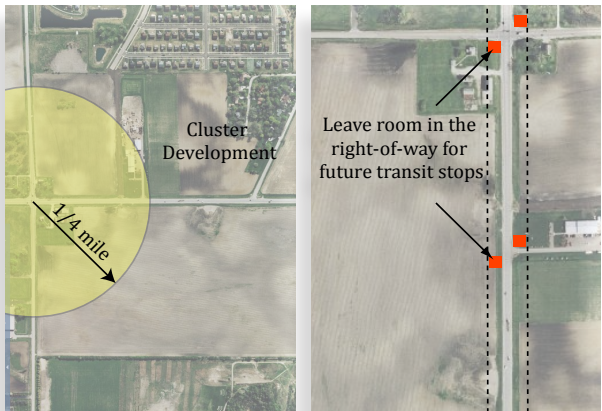 Cluster
Development
1/4 mile
Leave room in the
right-of-way for
future transit stops